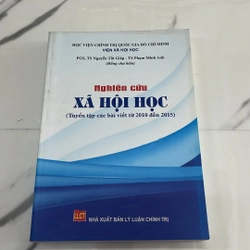 HỌC VIỆN CHÍNH TRỊ QUỐC GIA HỒ CHÍ MINH
VIỆN XÃ HỘI HỌC
PGS, TS Nguyễn Tất Giáp - TS Phạm Minh Anh
(Đồng chủ biên)
Nghiên cứu
XÃ HỘI HỌC
(Tuyển tập các bài viết từ 2010 đến 2015)
LLCT
NHÀ XUẤT BẢN LÝ LUẬN CHÍNH TRỊ